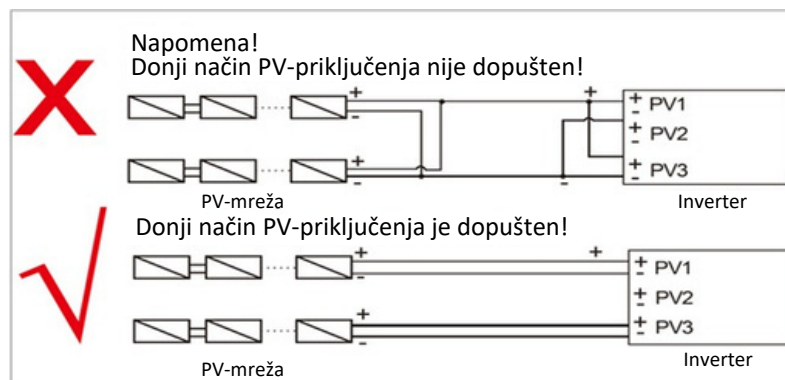 Napomena!
Donji način PV-priključenja nije dopušten!
+
+
+ PV1
-
-
+ PV2
-
+
+ PV3
-
-
-
PV-mreža
Inverter
Donji način PV-priključenja je dopušten!
+
+
+ PV1
-
-
+ PV2
-
+
+ PV3
-
-
PV-mreža
Inverter